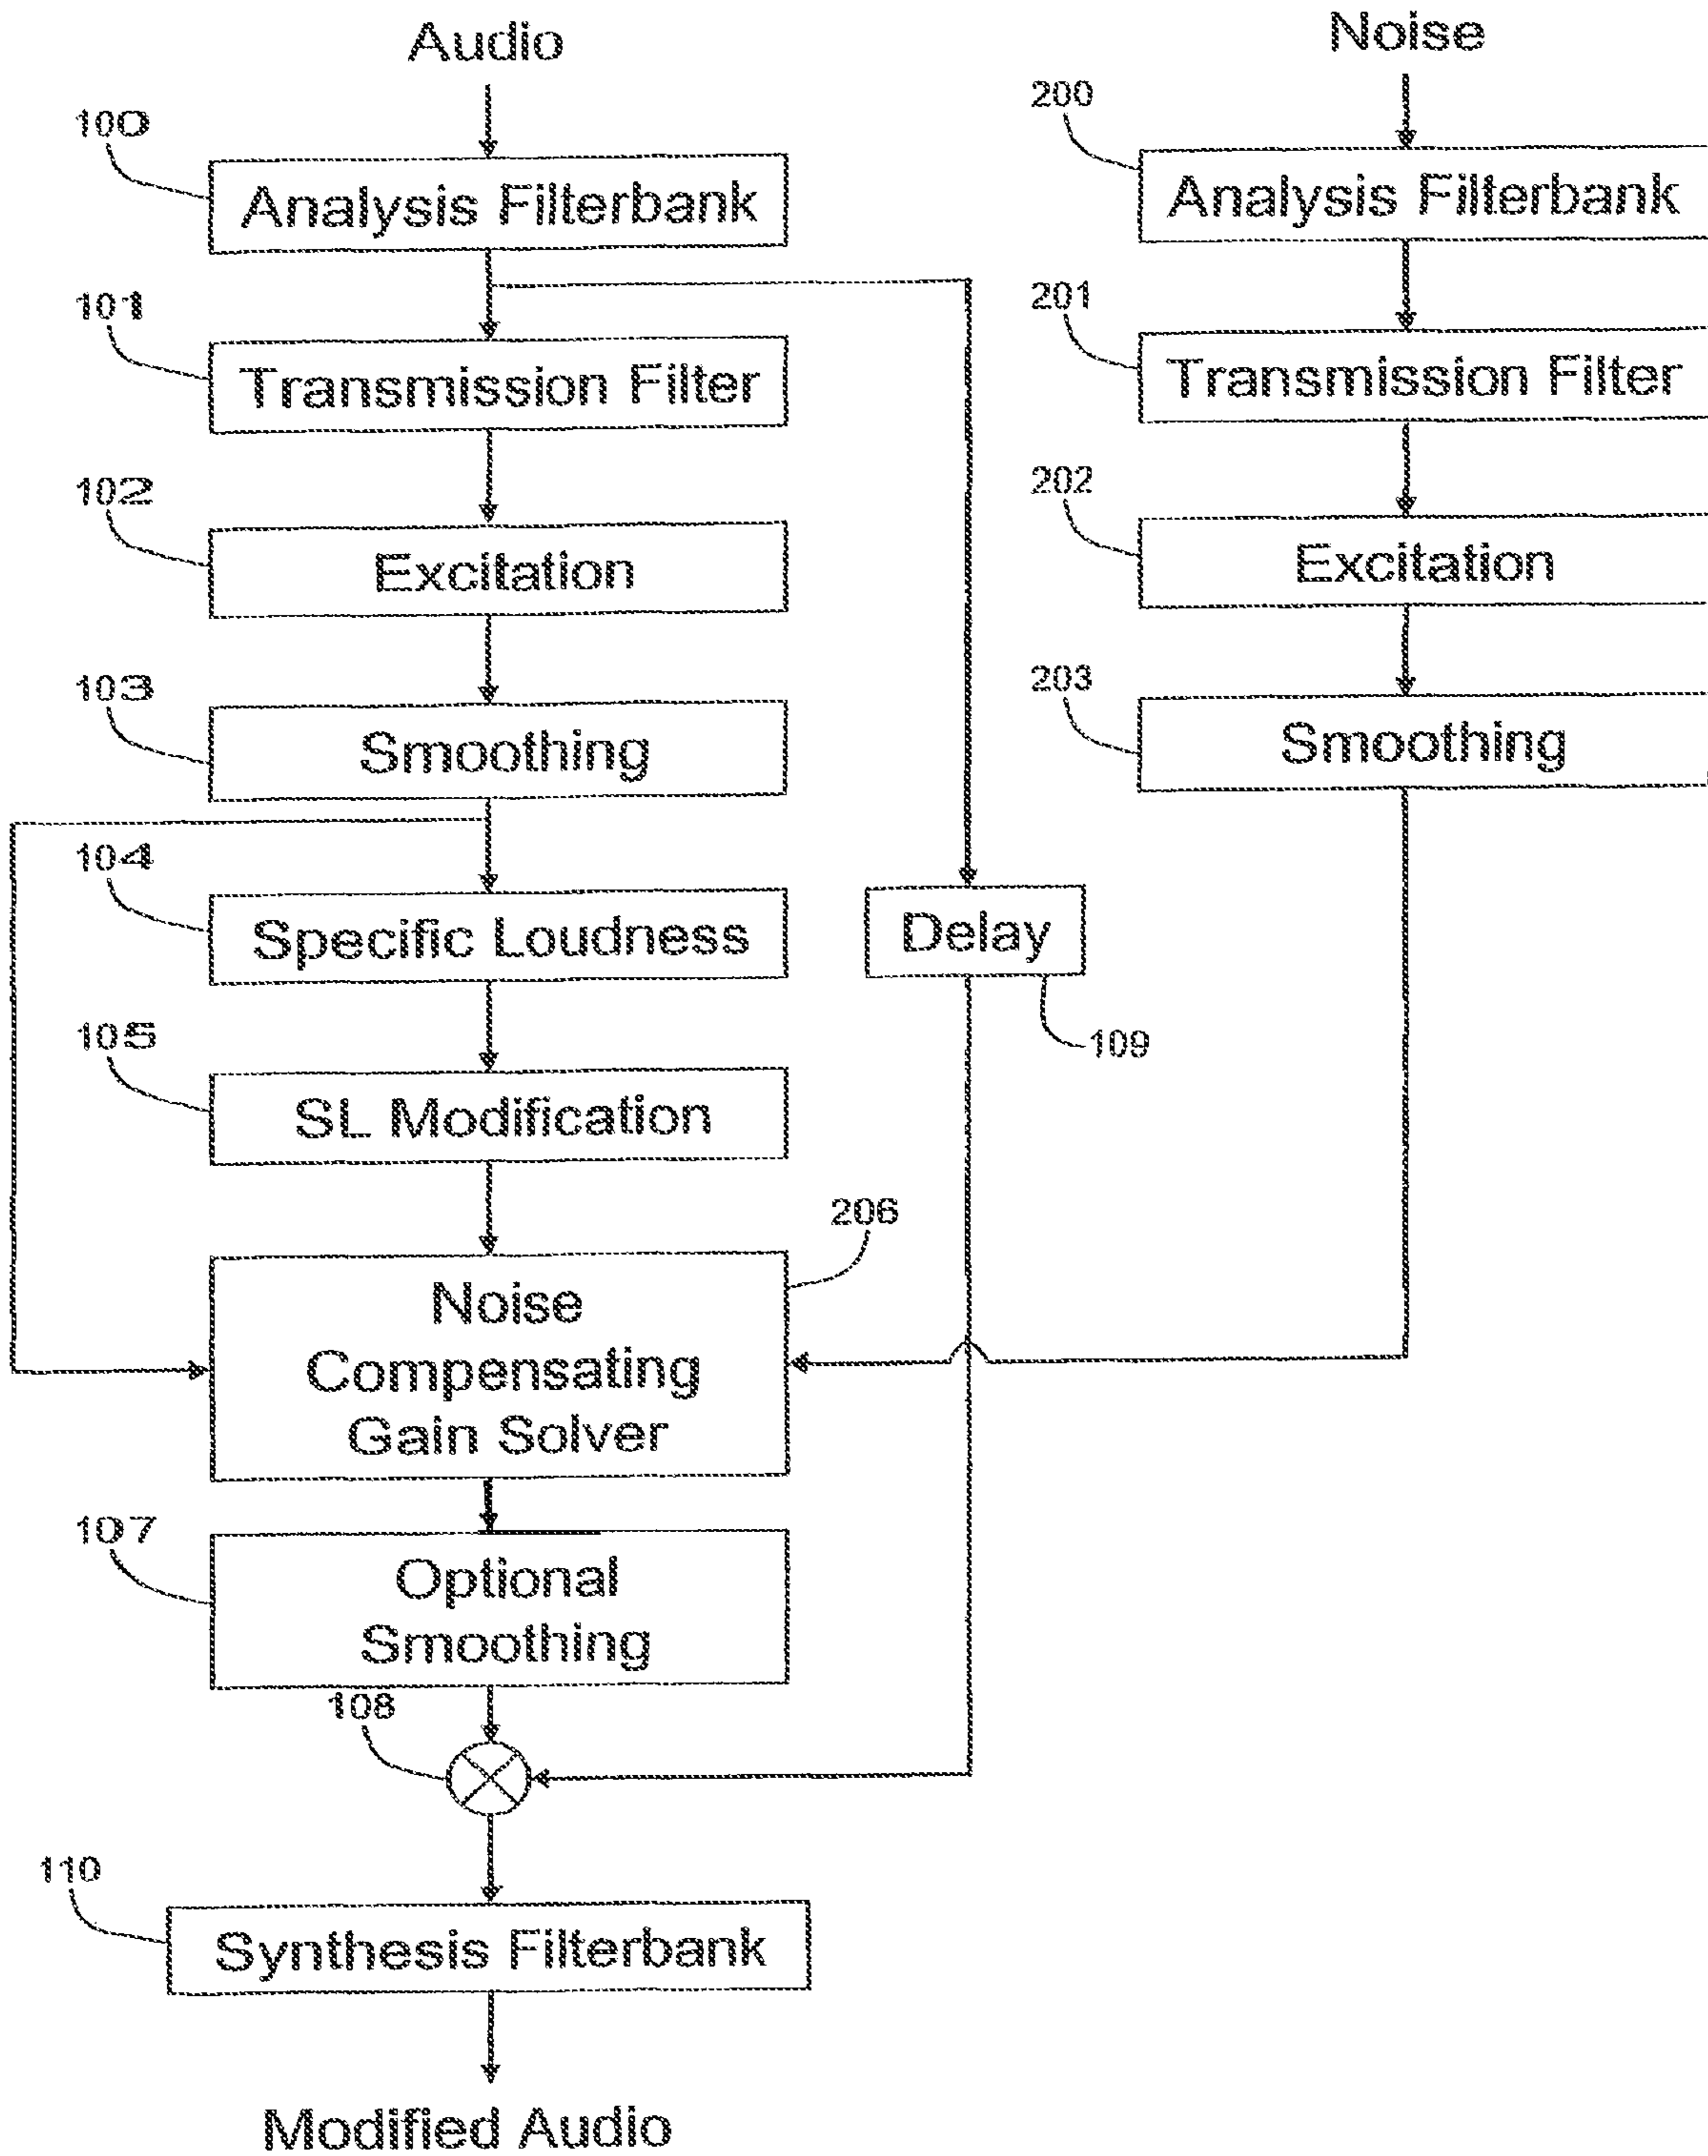 Audio
100
Analysis Filterbank
101
Transmission Filter
102
Excitation
103
Smoothing
104
Specific Loudness
105
SL Modification
206
Noise
Compensating
Gain Solver
107
Optional
Smoothing
108
110
Synthesis Filterbank
Modified Audio
Delay
109
Noise
200
Analysis Filterbank
201
Transmission Filter
202
Excitation
203
Smoothing